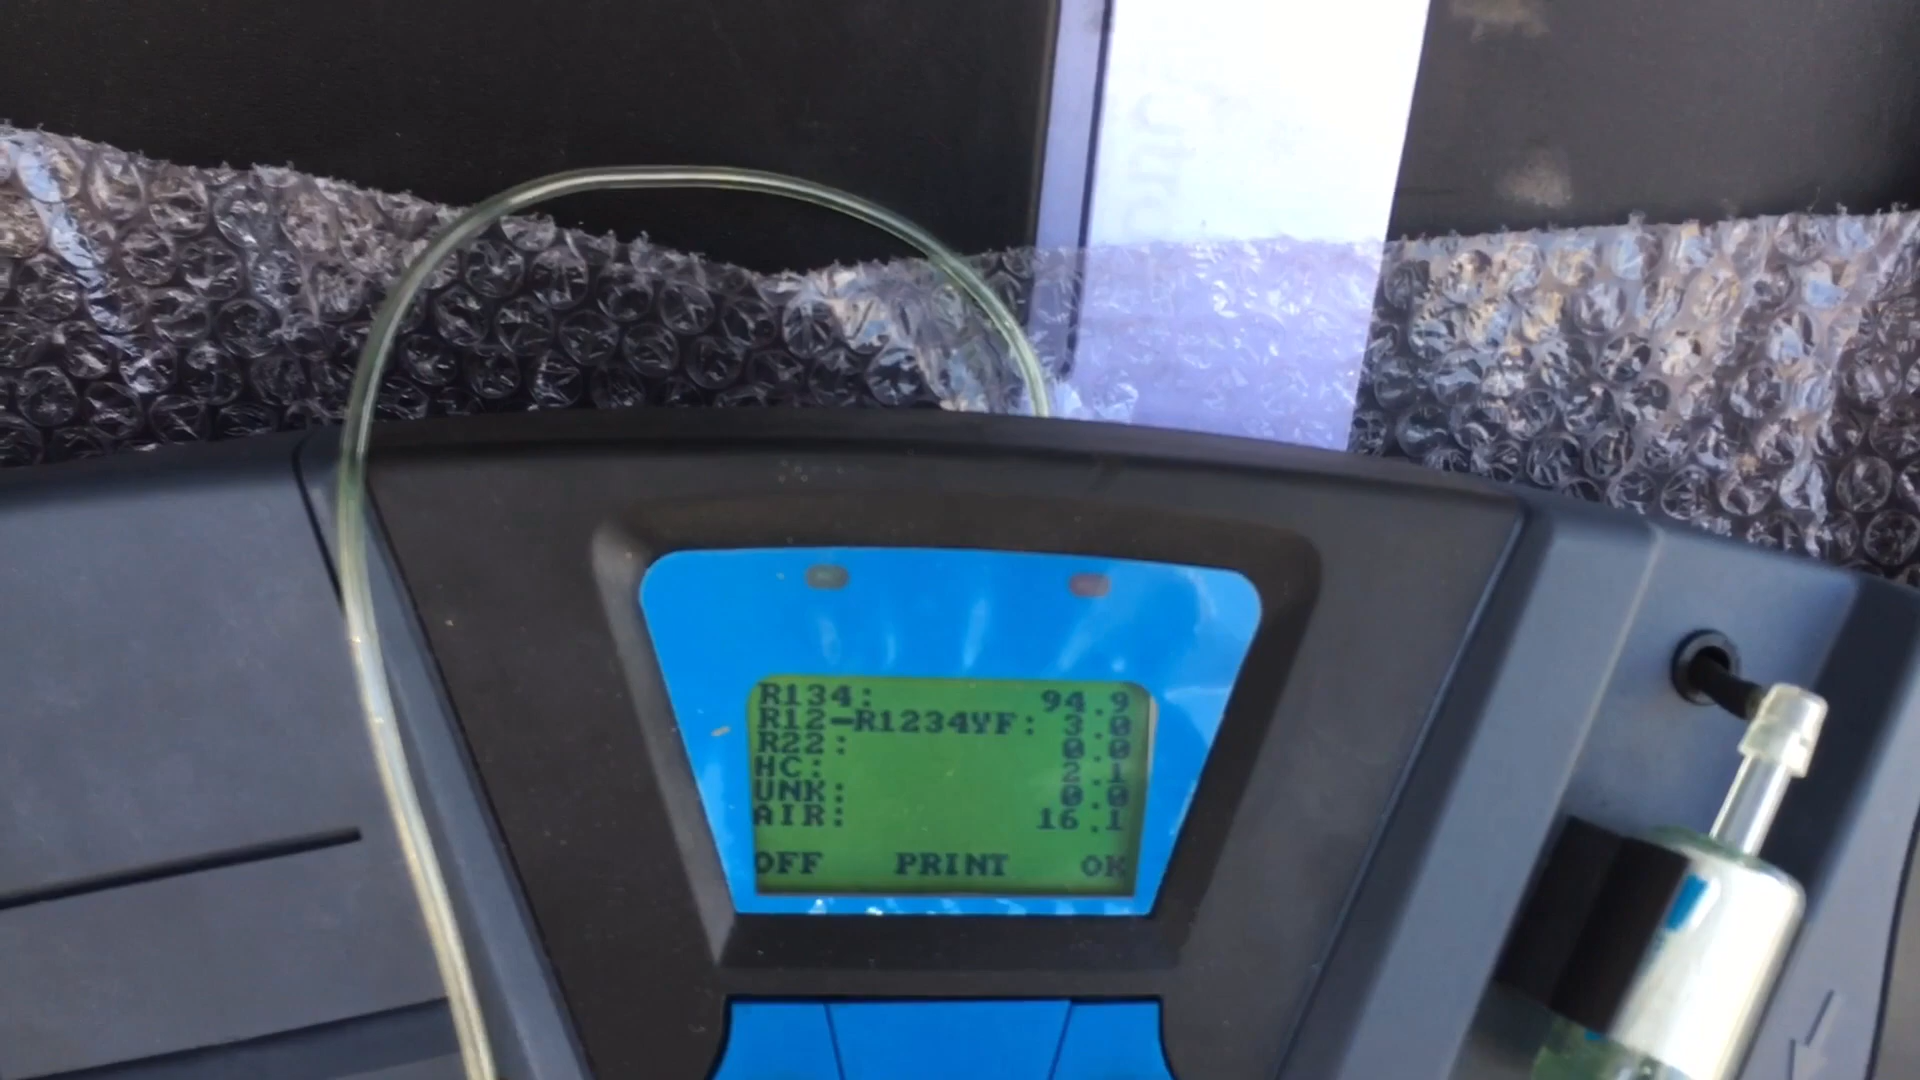 R134: 94.9
R12-R1234YF: 3.0
R22: 0.0
HC: 2.1
UNK: 0.0
AIR: 16.1
OFF PRINT OK